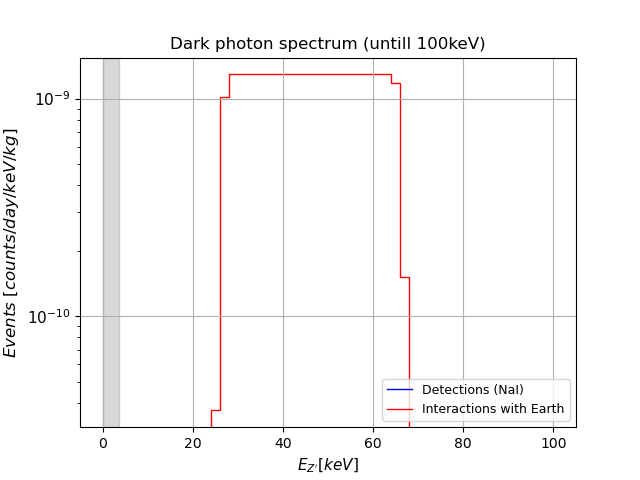 Dark photon spectrum (untill 100keV)
Events [counts/day/keV/kg]
10⁻⁹
10⁻¹⁰
0 20 40 60 80 100
E_{Z'}[keV]
Detections (NaI)
Interactions with Earth